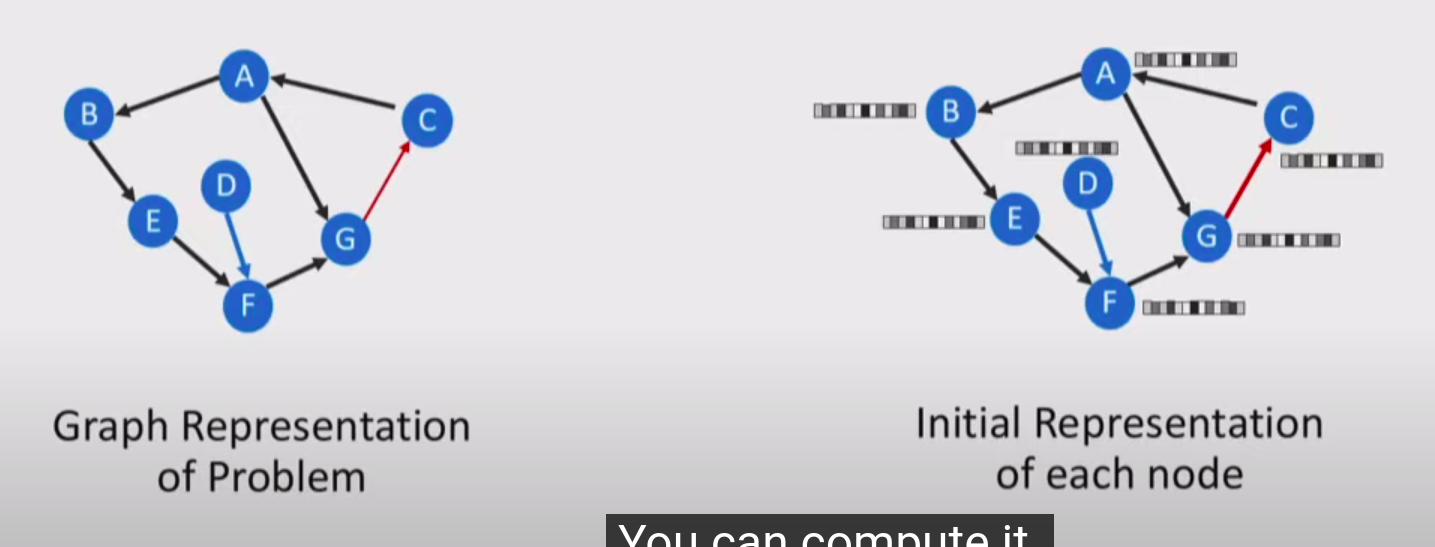 A
B
C
D
E
G
F
Graph Representation
of Problem
A
B
C
D
E
G
F
Initial Representation
of each node
You can compute it